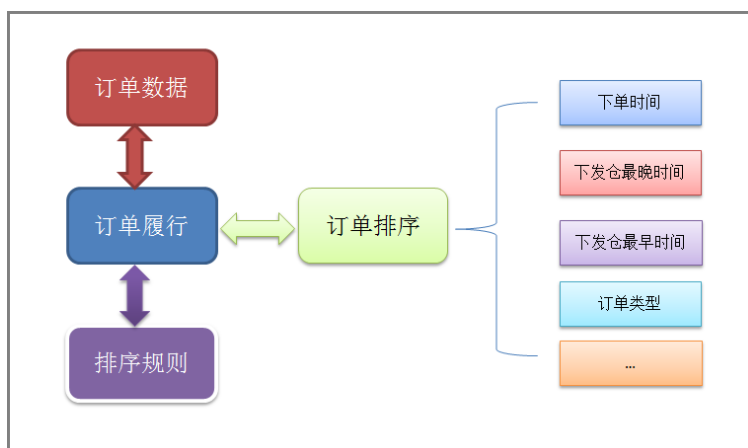 订单数据
订单履行
排序规则
订单排序
下单时间
下发仓最晚时间
下发仓最早时间
订单类型
...